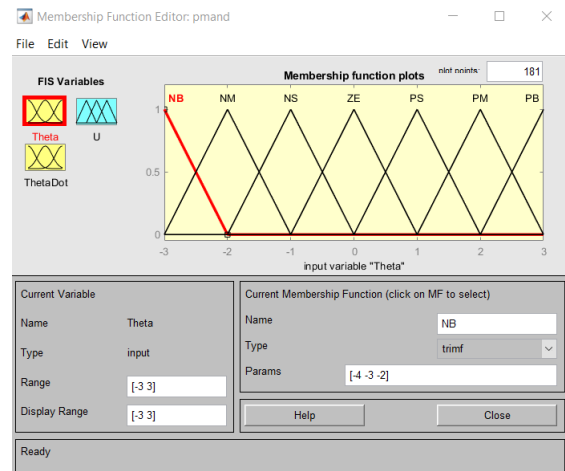 Membership Function Editor: pmand
File Edit View
FIS Variables
Theta
U
ThetaDot
Membership function plots
plot points:
181
NB NM NS ZE PS PM PB
1
0.5
0
-3 -2 -1 0 1 2 3
input variable "Theta"
Current Variable
Name Theta
Type input
Range [-3 3]
Display Range [-3 3]
Current Membership Function (click on MF to select)
Name NB
Type trimf
Params [-4 -3 -2]
Help Close
Ready